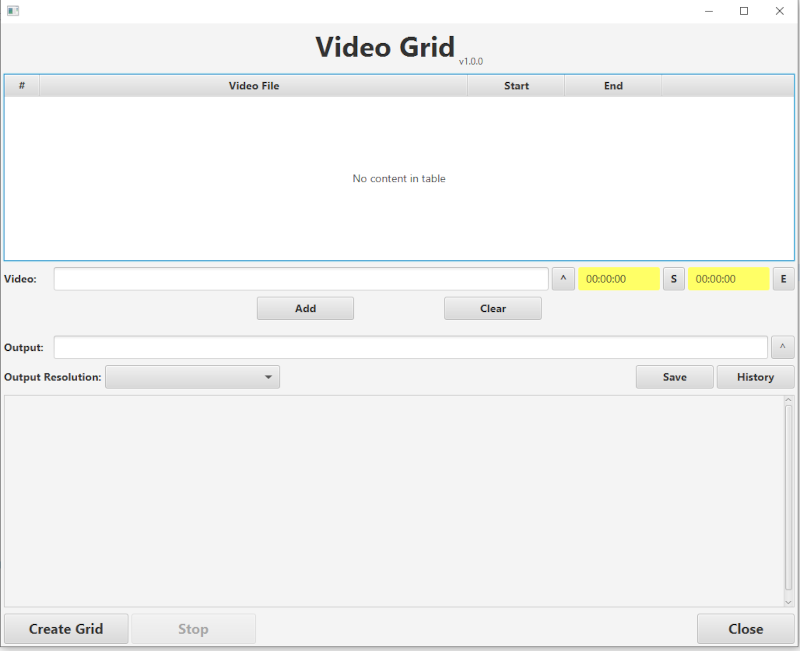 Video Grid v1.0.0
# Video File Start End
No content in table
Video: ^ 00:00:00 S 00:00:00 E
Add Clear
Output: ^
Output Resolution: Save History
Create Grid Stop Close